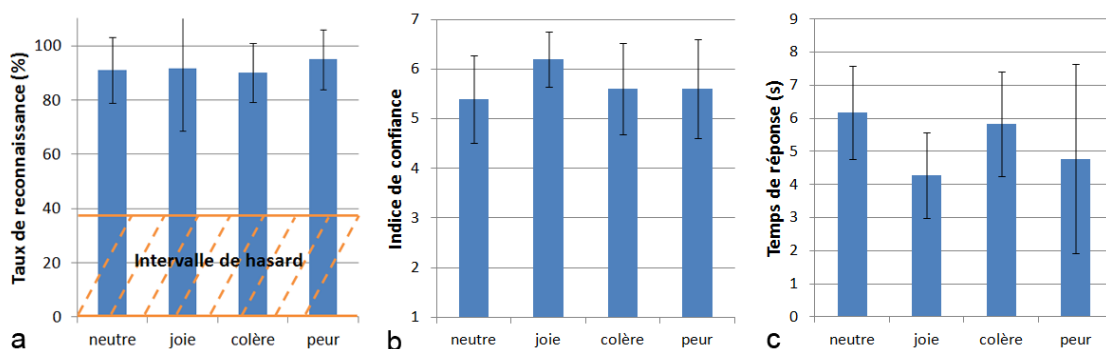 Taux de reconnaissance (%)
100
80
60
40
20
0
Intervalle de hasard
neutre joie colère peur
a
Indice de confiance
7
6
5
4
3
2
1
neutre joie colère peur
b
Temps de réponse (s)
9
8
7
6
5
4
3
2
1
0
neutre joie colère peur
c